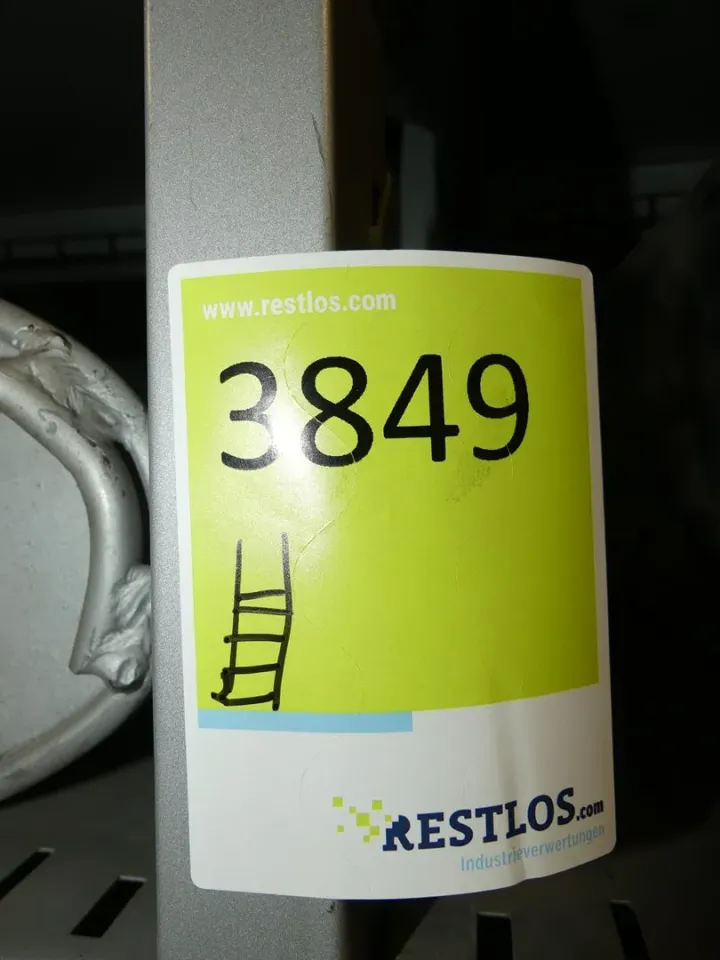 www.restlos.com
3849
RESTLOS.com
Industrieverwertungen